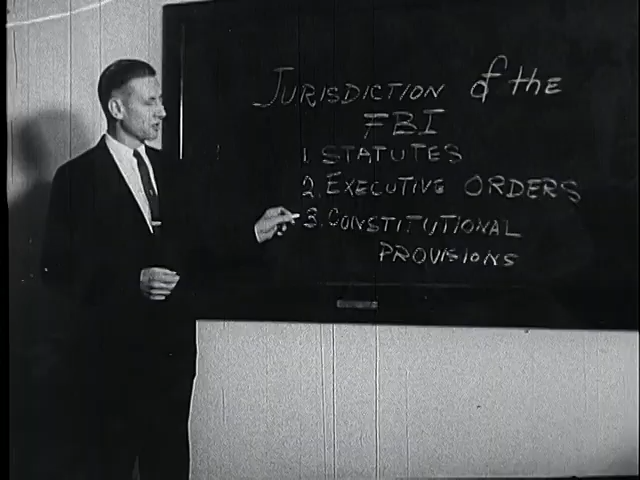 JURISDICTION of the
FBI
1. STATUTES
2. EXECUTIVE ORDERS
3. CONSTITUTIONAL
PROVISIONS